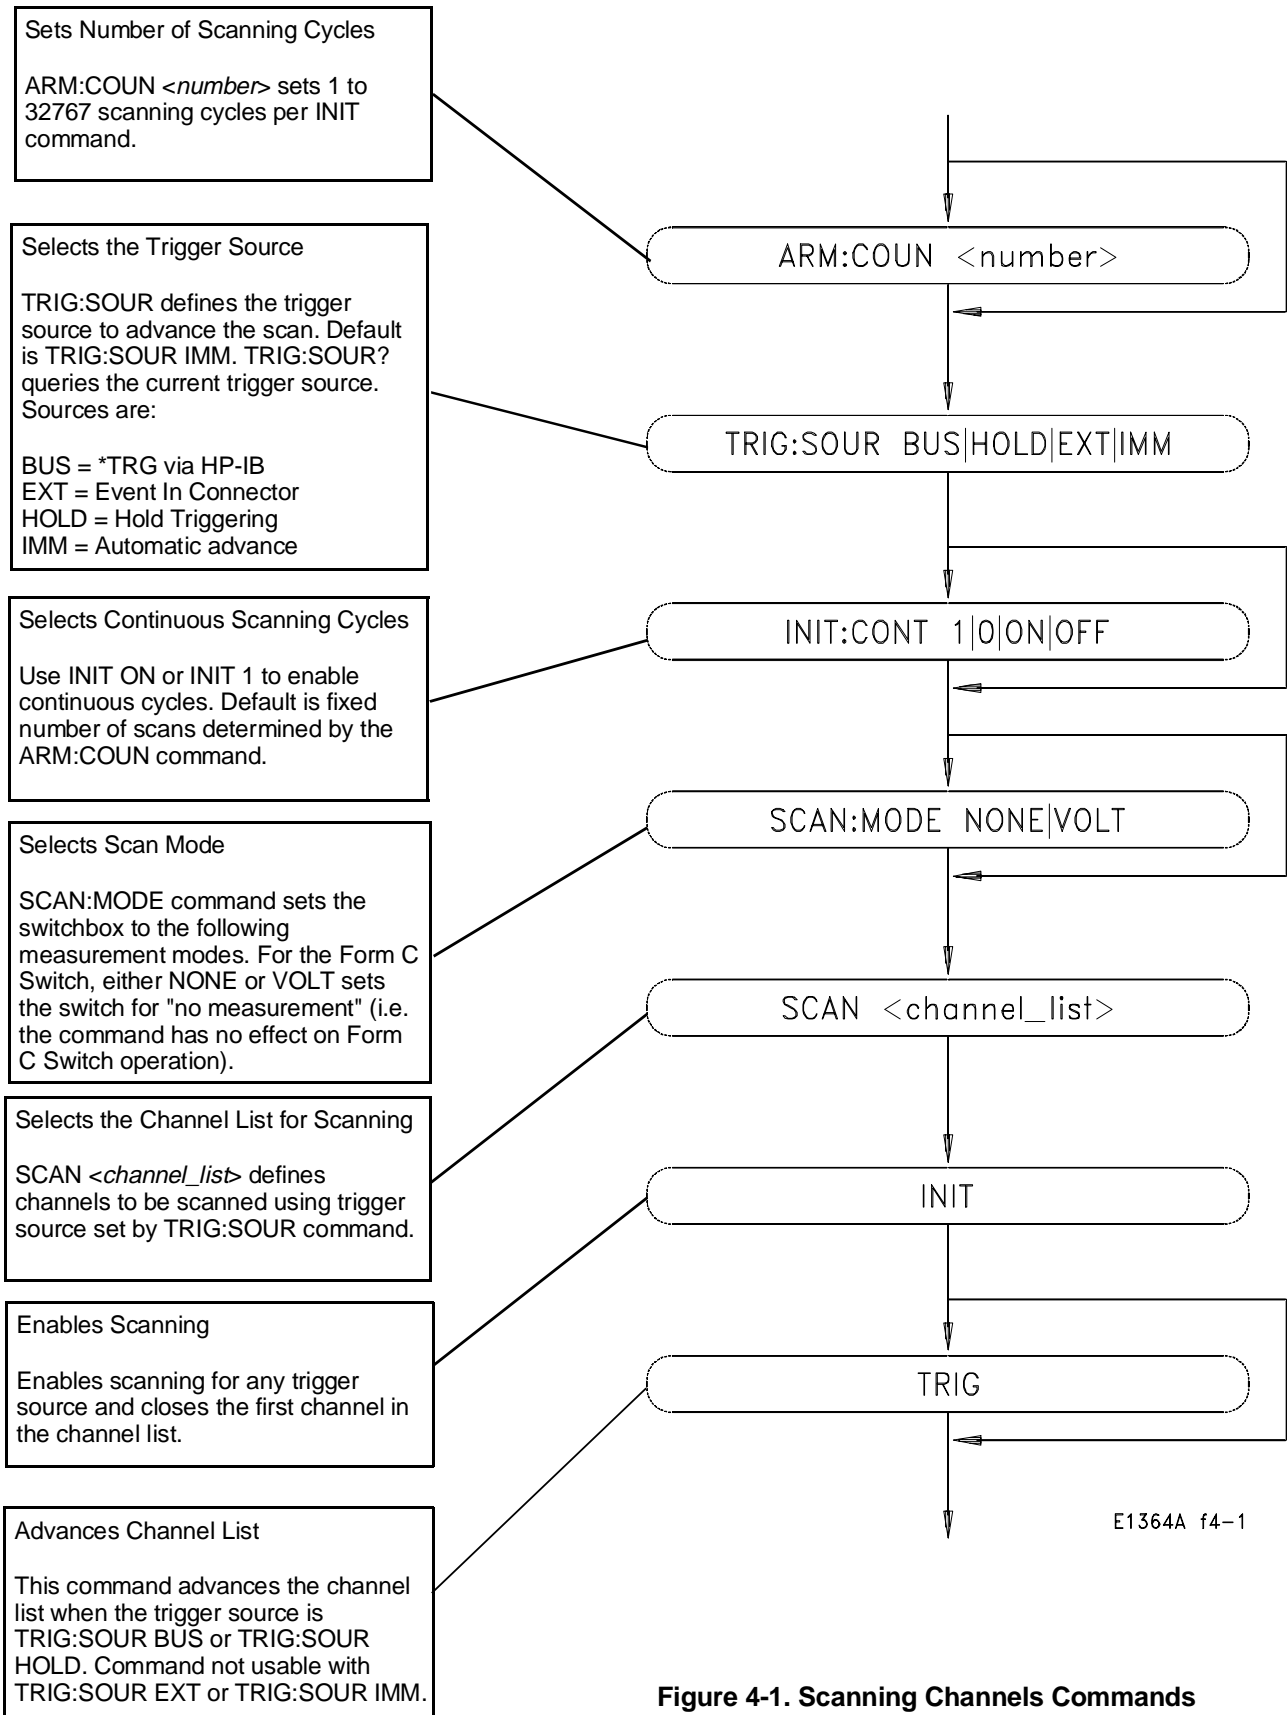 Sets Number of Scanning Cycles
ARM:COUN <number> sets 1 to
32767 scanning cycles per INIT
command.
Selects the Trigger Source
TRIG:SOUR defines the trigger
source to advance the scan. Default
is TRIG:SOUR IMM. TRIG:SOUR?
queries the current trigger source.
Sources are:
BUS = *TRG via HP-IB
EXT = Event In Connector
HOLD = Hold Triggering
IMM = Automatic advance
Selects Continuous Scanning Cycles
Use INIT ON or INIT 1 to enable
continuous cycles. Default is fixed
number of scans determined by the
ARM:COUN command.
Selects Scan Mode
SCAN:MODE command sets the
switchbox to the following
measurement modes. For the Form C
Switch, either NONE or VOLT sets
the switch for "no measurement" (i.e.
the command has no effect on Form
C Switch operation).
Selects the Channel List for Scanning
SCAN <channel_list> defines
channels to be scanned using trigger
source set by TRIG:SOUR command.
Enables Scanning
Enables scanning for any trigger
source and closes the first channel in
the channel list.
Advances Channel List
This command advances the channel
list when the trigger source is
TRIG:SOUR BUS or TRIG:SOUR
HOLD. Command not usable with
TRIG:SOUR EXT or TRIG:SOUR IMM.
ARM:COUN <number>
TRIG:SOUR BUS|HOLD|EXT|IMM
INIT:CONT 1|0|ON|OFF
SCAN:MODE NONE|VOLT
SCAN <channel_list>
INIT
TRIG
E1364A f4-1
Figure 4-1. Scanning Channels Commands